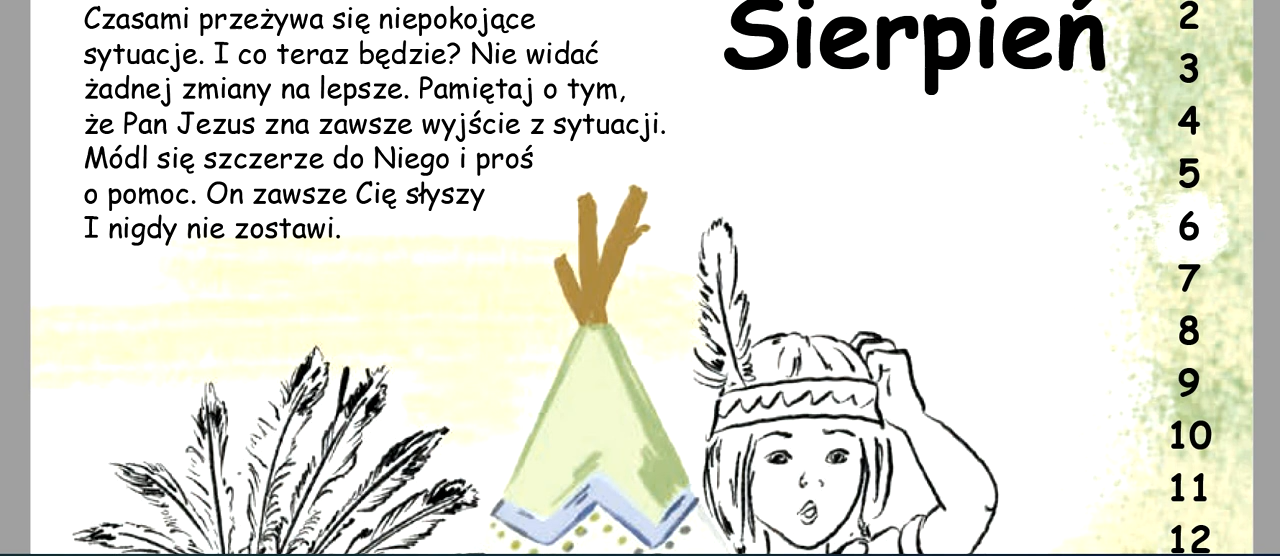 Czasami przeżywa się niepokojące
sytuacje. I co teraz będzie? Nie widać
żadnej zmiany na lepsze. Pamiętaj o tym,
że Pan Jezus zna zawsze wyjście z sytuacji.
Módl się szczerze do Niego i proś
o pomoc. On zawsze Cię słyszy
I nigdy nie zostawi.
Sierpień
2
3
4
5
6
7
8
9
10
11
12